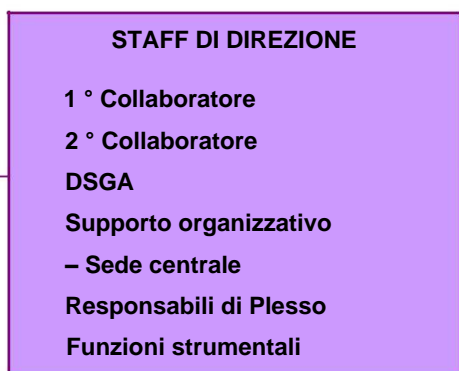 STAFF DI DIREZIONE
1 ° Collaboratore
2 ° Collaboratore
DSGA
Supporto organizzativo
– Sede centrale
Responsabili di Plesso
Funzioni strumentali